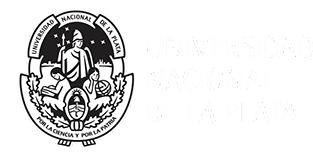 UNIVERSIDAD NACIONAL DE LA PLATA
POR LA CIENCIA Y POR LA PATRIA
UNIVERSIDAD
NACIONAL
DE LA PLATA